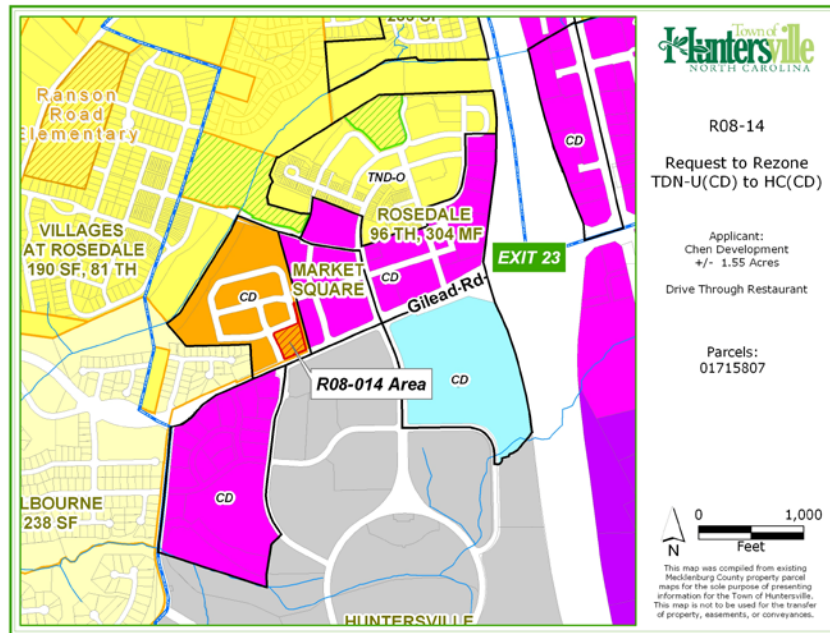 235 SF
Ranson
Road
Elementary
TND-O
VILLAGES
AT ROSEDALE
190 SF, 81 TH
ROSEDALE
96 TH, 304 MF
CD
EXIT 23
MARKET
SQUARE
CD
CD
Gilead Rd
R08-014 Area
CD
CD
LBOURNE
238 SF
HUNTERSVILLE
CD
Town of
Huntersville
NORTH CAROLINA
R08-14
Request to Rezone
TDN-U(CD) to HC(CD)
Applicant:
Chen Development
+/- 1.55 Acres
Drive Through Restaurant
Parcels:
01715807
0 1,000
Feet
N
This map was compiled from existing
Mecklenburg County property parcel
maps for the sole purpose of presenting
information for the Town of Huntersville.
This map is not to be used for the transfer
of property, easements, or conveyances.